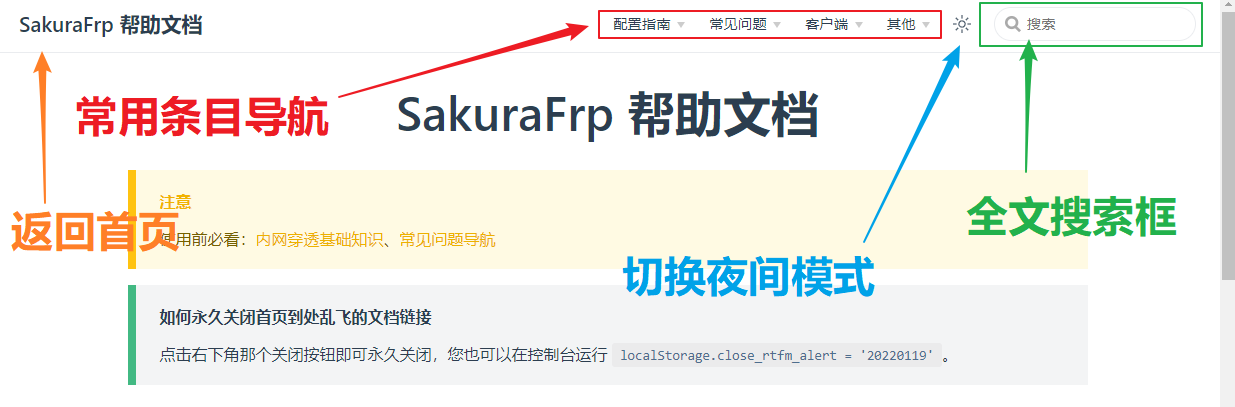 SakuraFrp 帮助文档
配置指南 常见问题 客户端 其他 搜索
常用条目导航
SakuraFrp 帮助文档
注意
返回首页
使用前必看：内网穿透基础知识、常见问题导航
全文搜索框
切换夜间模式
如何永久关闭首页到处乱飞的文档链接
点击右下角那个关闭按钮即可永久关闭，您也可以在控制台运行 localStorage.close_rtfm_alert = '20220119' 。